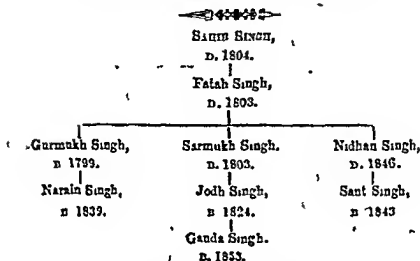 SAHIB SINGH,
D. 1804.
Fatah Singh,
D. 1803.
Gurmukh Singh, Sarmukh Singh. Nidhan Singh,
D 1799. D. 1803. D. 1846.
Narain Singh, Jodh Singh, Sant Singh,
D 1839. B 1824. B 1843
Ganda Singh.
B. 1853.